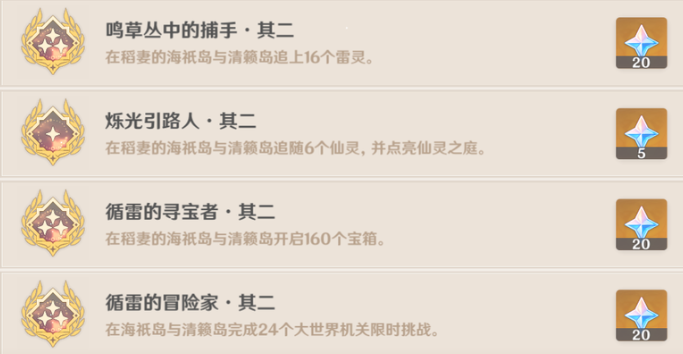 鸣草丛中的捕手·其二
在稻妻的海祇岛与清籁岛追上16个雷灵。
20
烁光引路人·其二
在稻妻的海祇岛与清籁岛追随6个仙灵，并点亮仙灵之庭。
5
循雷的寻宝者·其二
在稻妻的海祇岛与清籁岛开启160个宝箱。
20
循雷的冒险家·其二
在海祇岛与清籁岛完成24个大世界机关限时挑战。
20